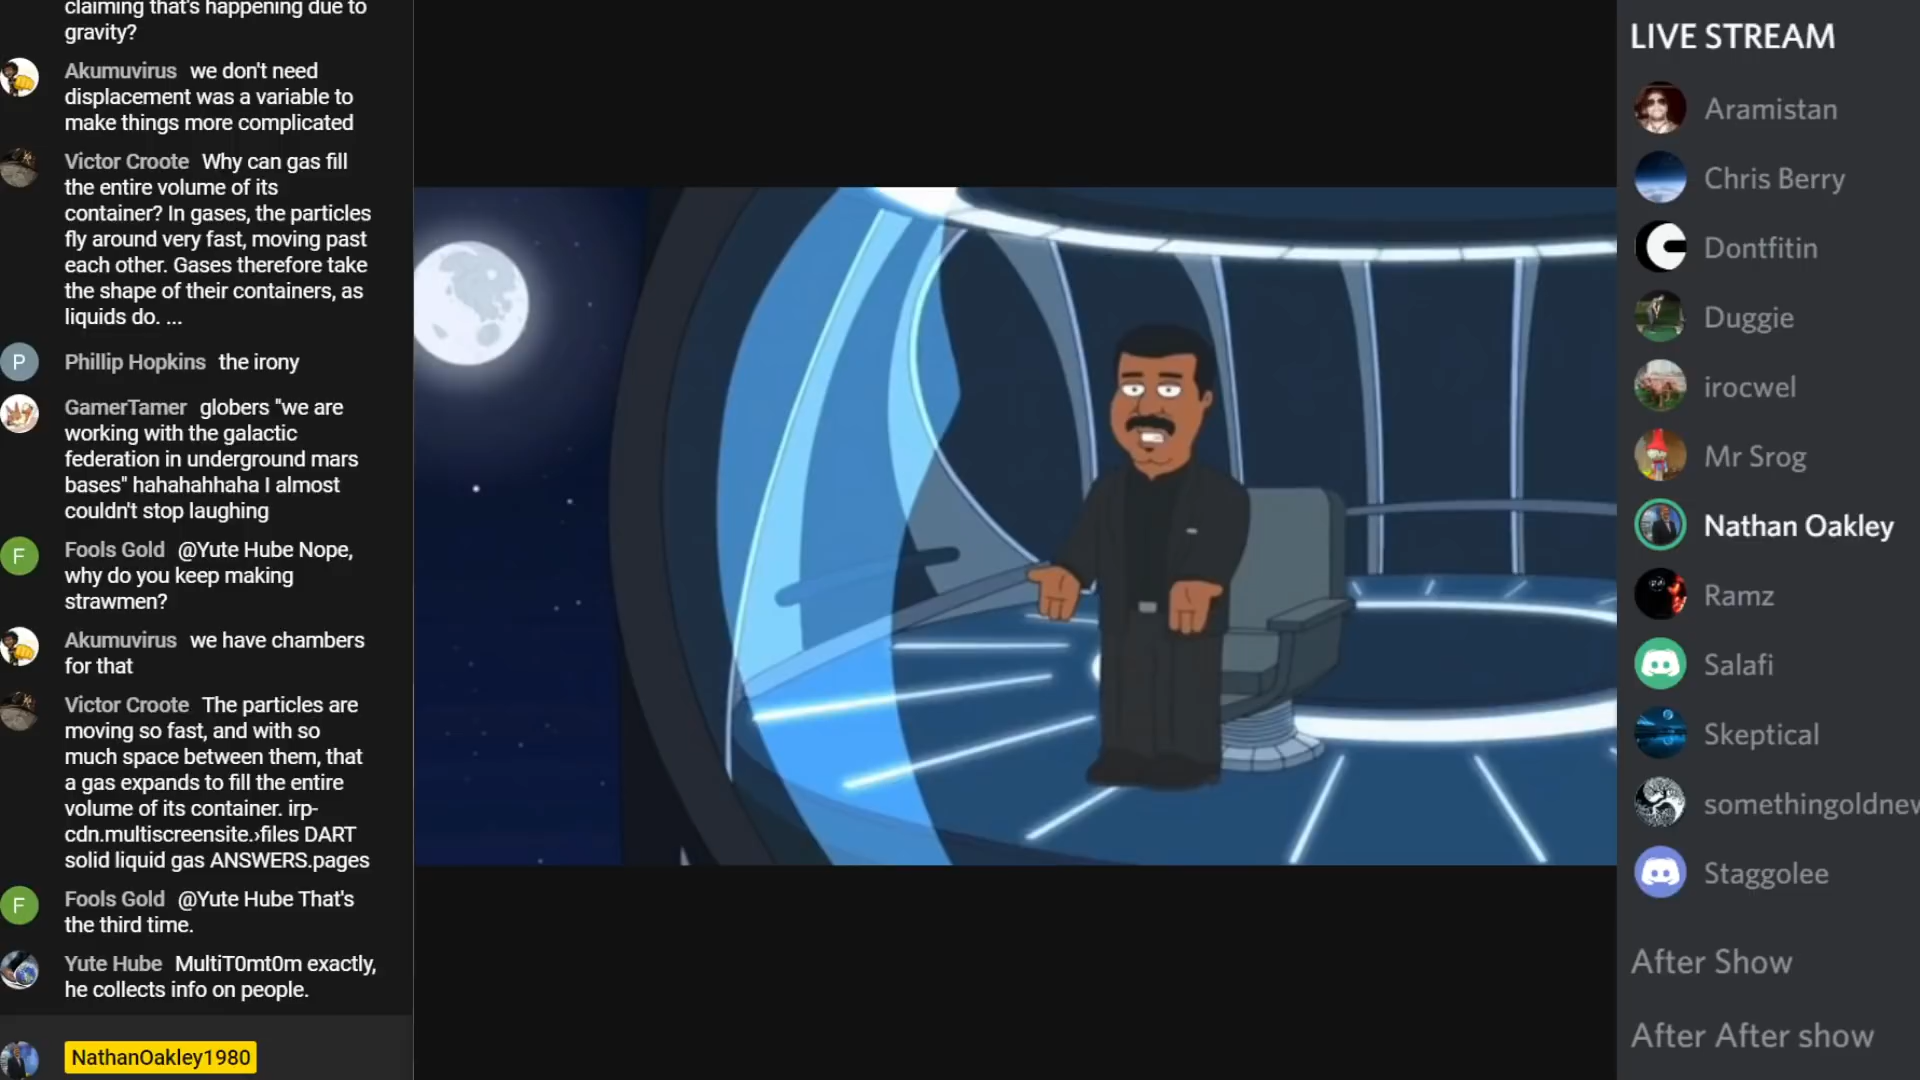 claiming that's happening due to
gravity?
Akumuvirus we don't need
displacement was a variable to
make things more complicated
Victor Croote Why can gas fill
the entire volume of its
container? In gases, the particles
fly around very fast, moving past
each other. Gases therefore take
the shape of their containers, as
liquids do. ...
P
Phillip Hopkins the irony
GamerTamer globers "we are
working with the galactic
federation in underground mars
bases" hahahahhaha I almost
couldn't stop laughing
F
Fools Gold @Yute Hube Nope,
why do you keep making
strawmen?
Akumuvirus we have chambers
for that
Victor Croote The particles are
moving so fast, and with so
much space between them, that
a gas expands to fill the entire
volume of its container. irp-
cdn.multiscreensite.›files DART
solid liquid gas ANSWERS.pages
F
Fools Gold @Yute Hube That's
the third time.
Yute Hube MultiT0mt0m exactly,
he collects info on people.
NathanOakley1980
LIVE STREAM
Aramistan
Chris Berry
Dontfitin
Duggie
irocwel
Mr Srog
Nathan Oakley
Ramz
Salafi
Skeptical
somethingoldnew
Staggolee
After Show
After After show